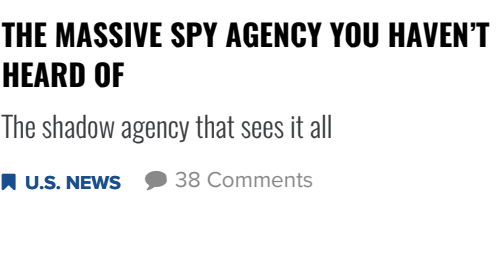 THE MASSIVE SPY AGENCY YOU HAVEN'T
HEARD OF
The shadow agency that sees it all
U.S. NEWS 38 Comments